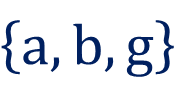 {a, b, g}